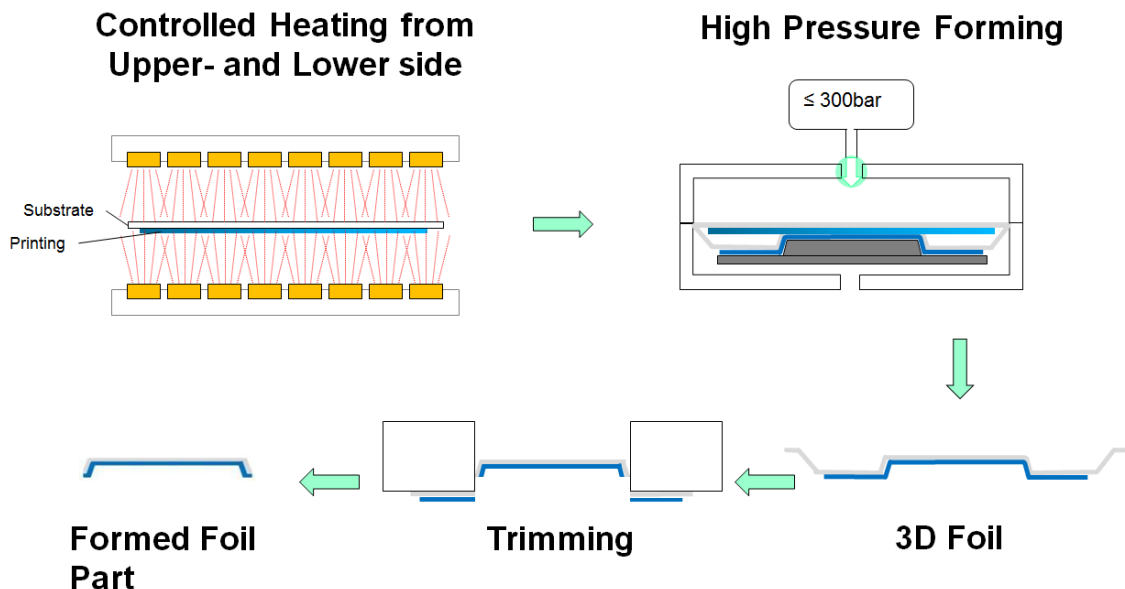 Controlled Heating from
Upper- and Lower side
High Pressure Forming
≤ 300bar
Substrate
Printing
Formed Foil
Part
Trimming
3D Foil